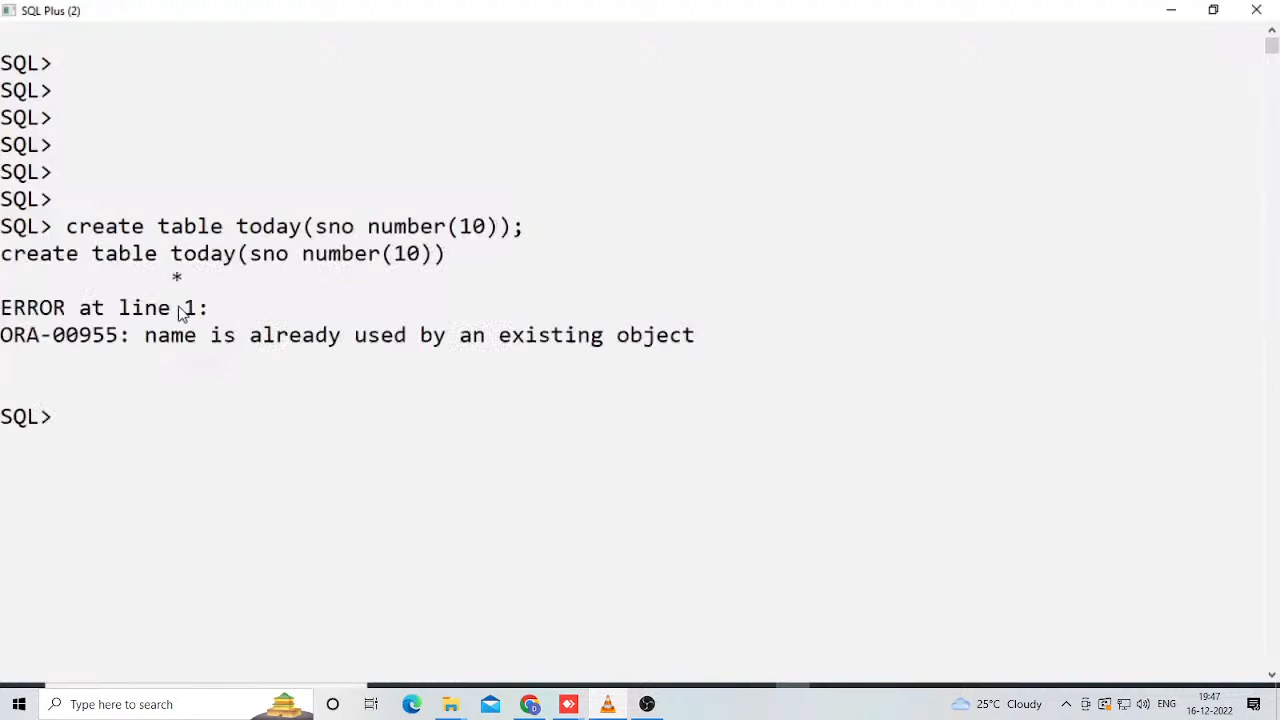 SQL Plus (2)
SQL>
SQL>
SQL>
SQL>
SQL>
SQL>
SQL> create table today(sno number(10));
create table today(sno number(10))
*
ERROR at line 1:
ORA-00955: name is already used by an existing object
SQL>
Type here to search
25°C Cloudy
ENG
19:47
16-12-2022